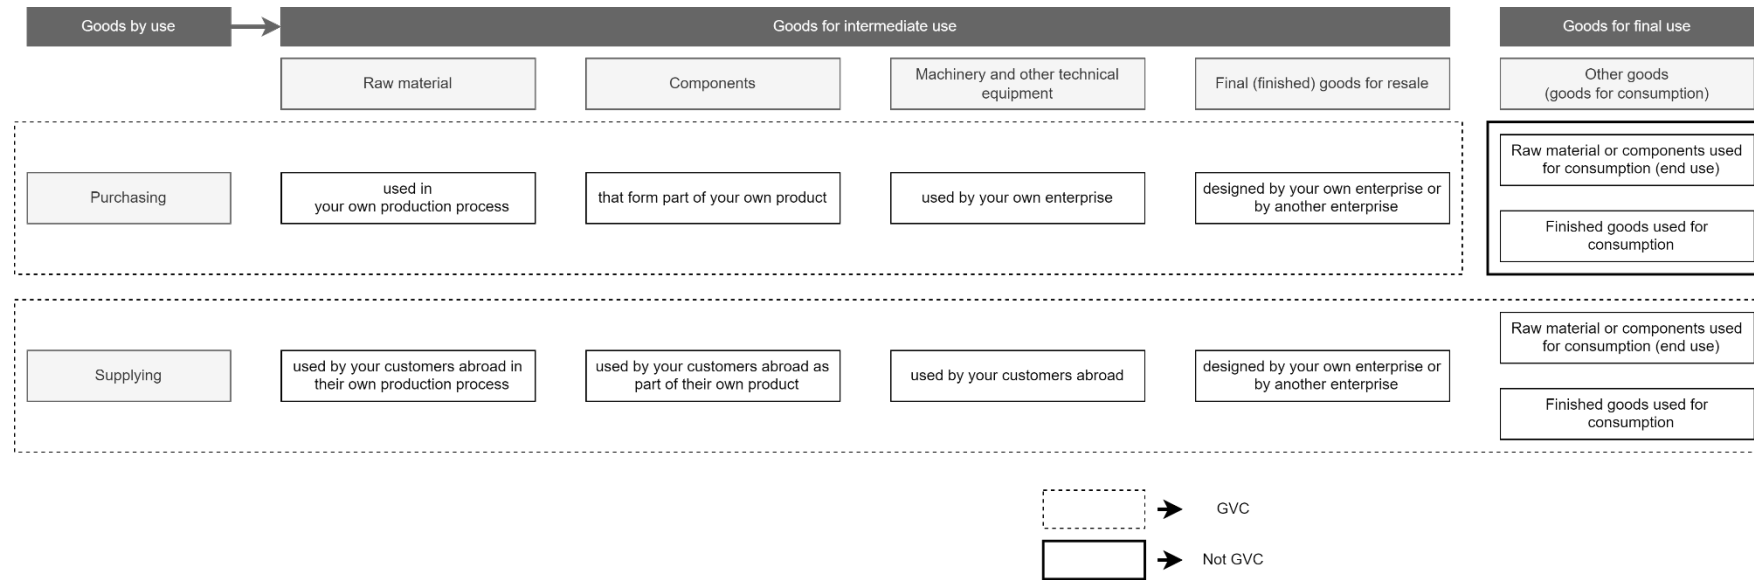 Goods by use
Goods for intermediate use
Goods for final use
Raw material
Components
Machinery and other technical
equipment
Final (finished) goods for resale
Other goods
(goods for consumption)
Purchasing
used in
your own production process
that form part of your own product
used by your own enterprise
designed by your own enterprise or
by another enterprise
Raw material or components used
for consumption (end use)
Finished goods used for
consumption
Supplying
used by your customers abroad in
their own production process
used by your customers abroad as
part of their own product
used by your customers abroad
designed by your own enterprise or
by another enterprise
Raw material or components used
for consumption (end use)
Finished goods used for
consumption
GVC
Not GVC